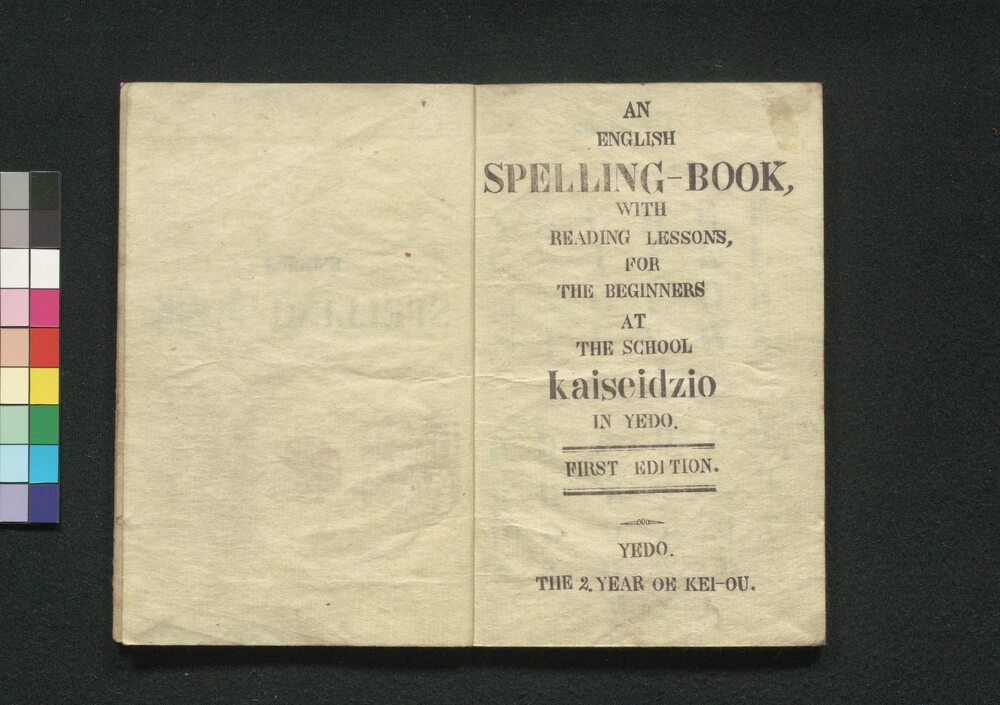 AN
ENGLISH
SPELLING-BOOK,
WITH
READING LESSONS,
FOR
THE BEGINNERS
AT
THE SCHOOL
kaiseidzio
IN YEDO.
FIRST EDITION.
YEDO.
THE 2. YEAR OE KEI-OU.